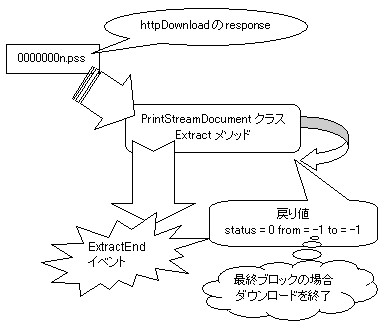 httpDownload の response
0000000n.pss
PrintStreamDocument クラス
Extract メソッド
戻り値
status = 0 from = −1 to = −1
ExtractEnd
イベント
最終ブロックの場合
ダウンロードを終了